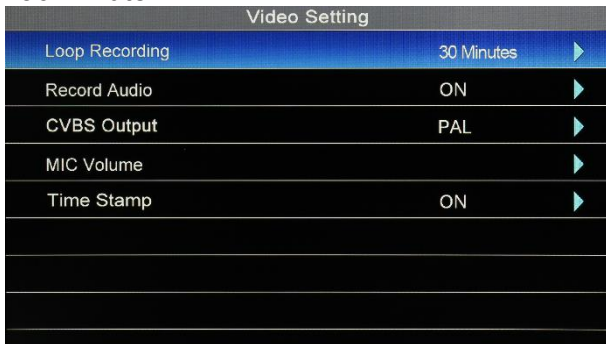 Video Setting
Loop Recording 30 Minutes
Record Audio ON
CVBS Output PAL
MIC Volume
Time Stamp ON